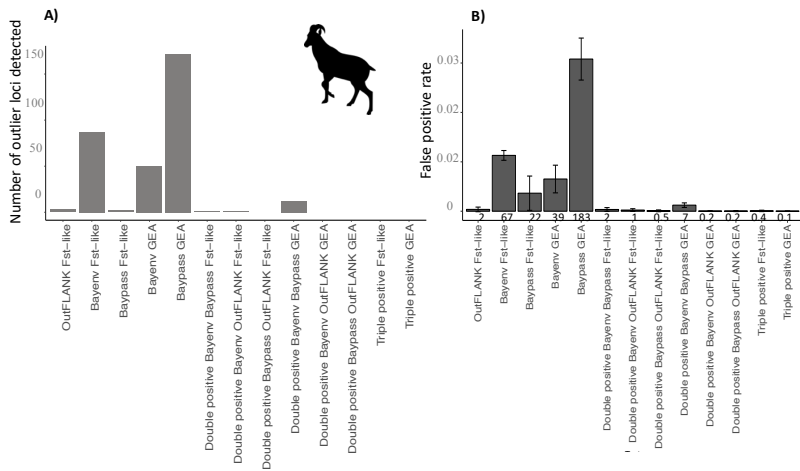 A)
Number of outlier loci detected
150
100
50
0
OutFLANK Fst−like
Bayenv Fst−like
Baypass Fst−like
Bayenv GEA
Baypass GEA
Double positive Bayenv Baypass Fst−like
Double positive Bayenv OutFLANK Fst−like
Double positive Baypass OutFLANK Fst−like
Double positive Bayenv Baypass GEA
Double positive Bayenv OutFLANK GEA
Double positive Baypass OutFLANK GEA
Triple positive Fst−like
Triple positive GEA
B)
False positive rate
0.03
0.02
0.02
0
2 67 22 39 183 2 1 0.5 7 0.2 0.2 0.4 0.1
OutFLANK Fst−like
Bayenv Fst−like
Baypass Fst−like
Bayenv GEA
Baypass GEA
Double positive Bayenv Baypass Fst−like
Double positive Bayenv OutFLANK Fst−like
Double positive Baypass OutFLANK Fst−like
Double positive Bayenv Baypass GEA
Double positive Bayenv OutFLANK GEA
Double positive Baypass OutFLANK GEA
Triple positive Fst−like
Triple positive GEA